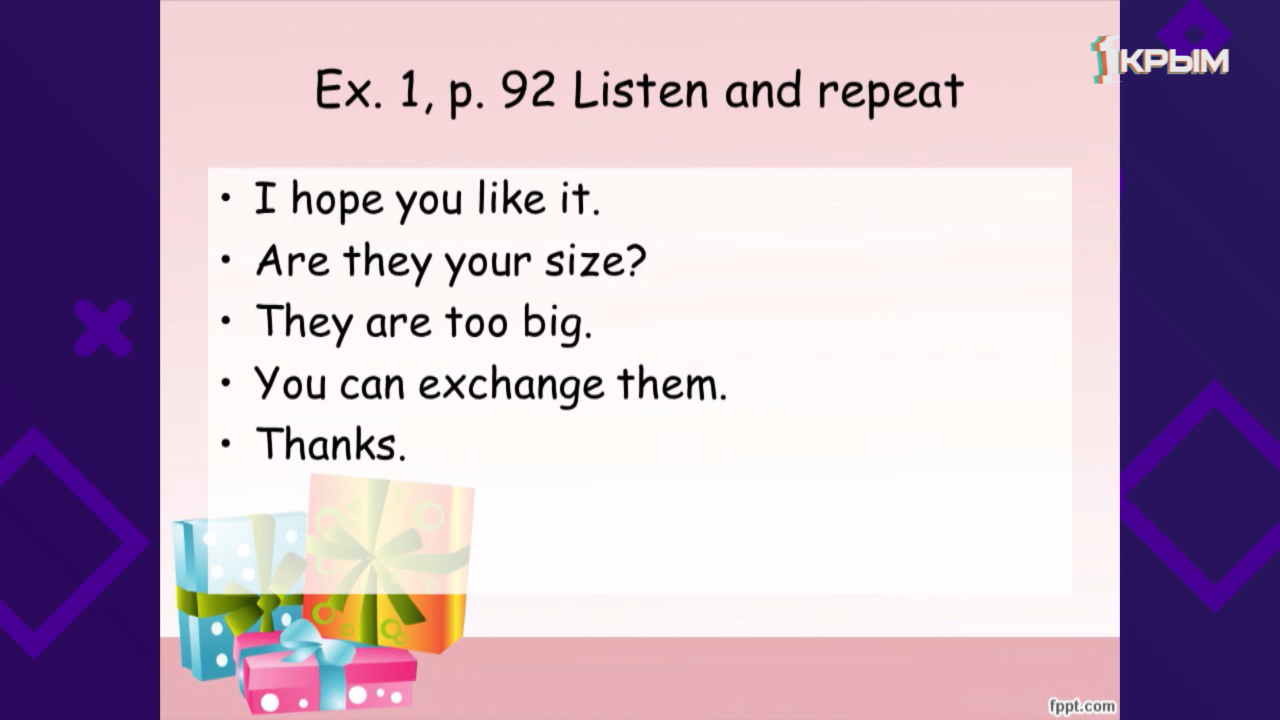 1КРЫМ
Ex. 1, p. 92 Listen and repeat
• I hope you like it.
• Are they your size?
• They are too big.
• You can exchange them.
• Thanks.
fppt.com